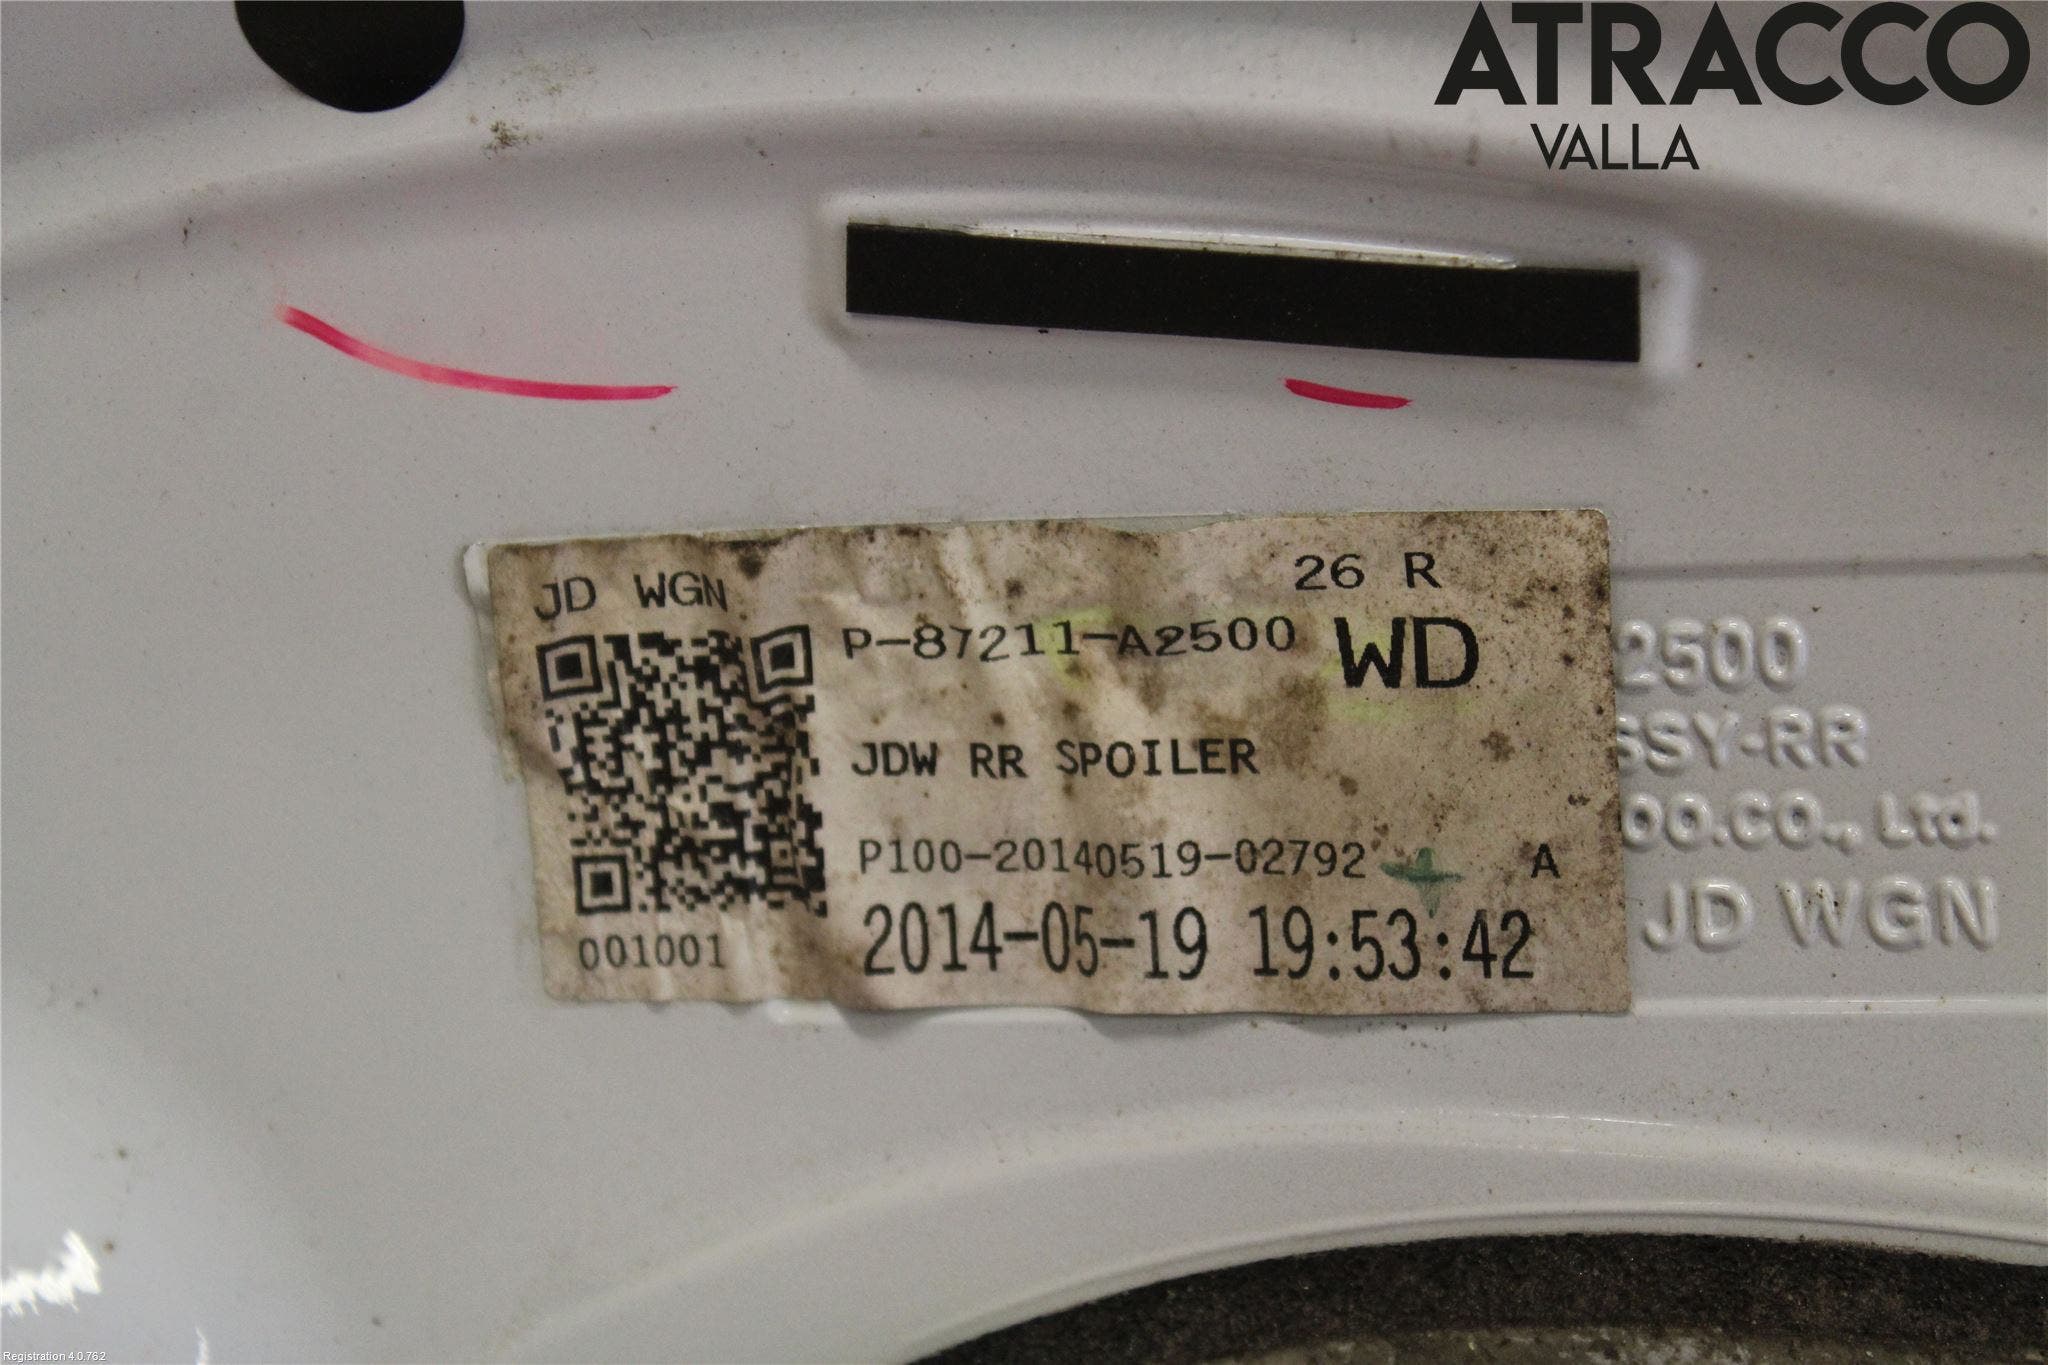 ATRACCO
VALLA
JD WGN
26 R
P-87211-A2500 WD
JDW RR SPOILER
P100-20140519-02792 A
001001
2014-05-19 19:53:42
2500
SSY-RR
OO.CO., Ltd.
JD WGN
Registration 4.0.762